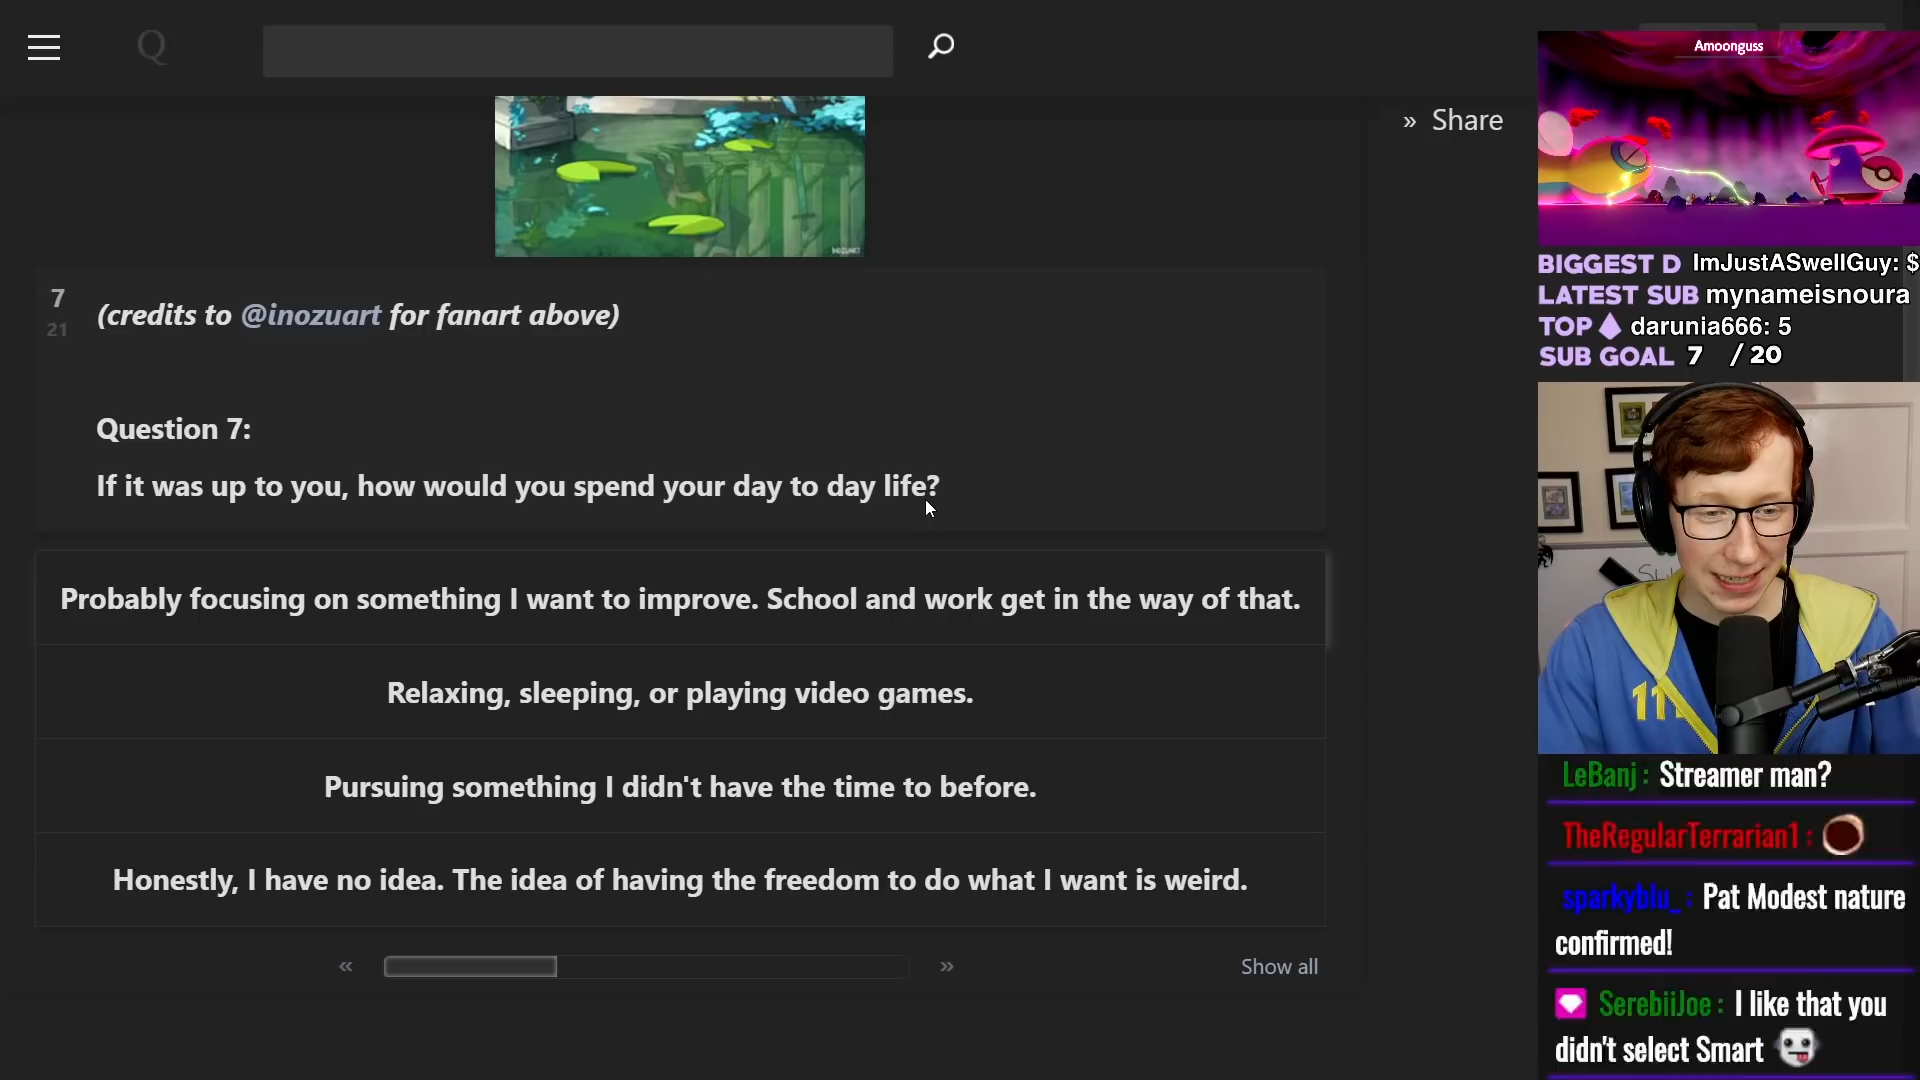 Q
» Share
7
21
(credits to @inozuart for fanart above)
Question 7:
If it was up to you, how would you spend your day to day life?
Probably focusing on something I want to improve. School and work get in the way of that.
Relaxing, sleeping, or playing video games.
Pursuing something I didn't have the time to before.
Honestly, I have no idea. The idea of having the freedom to do what I want is weird.
« » Show all
Amoonguss
BIGGEST D ImJustASwellGuy: $
LATEST SUB mynameisnoura
TOP darunia666: 5
SUB GOAL 7 / 20
11
LeBanj : Streamer man?
TheRegularTerrarian1 :
sparkyblu_ : Pat Modest nature
confirmed!
SerebiiJoe : I like that you
didn't select Smart